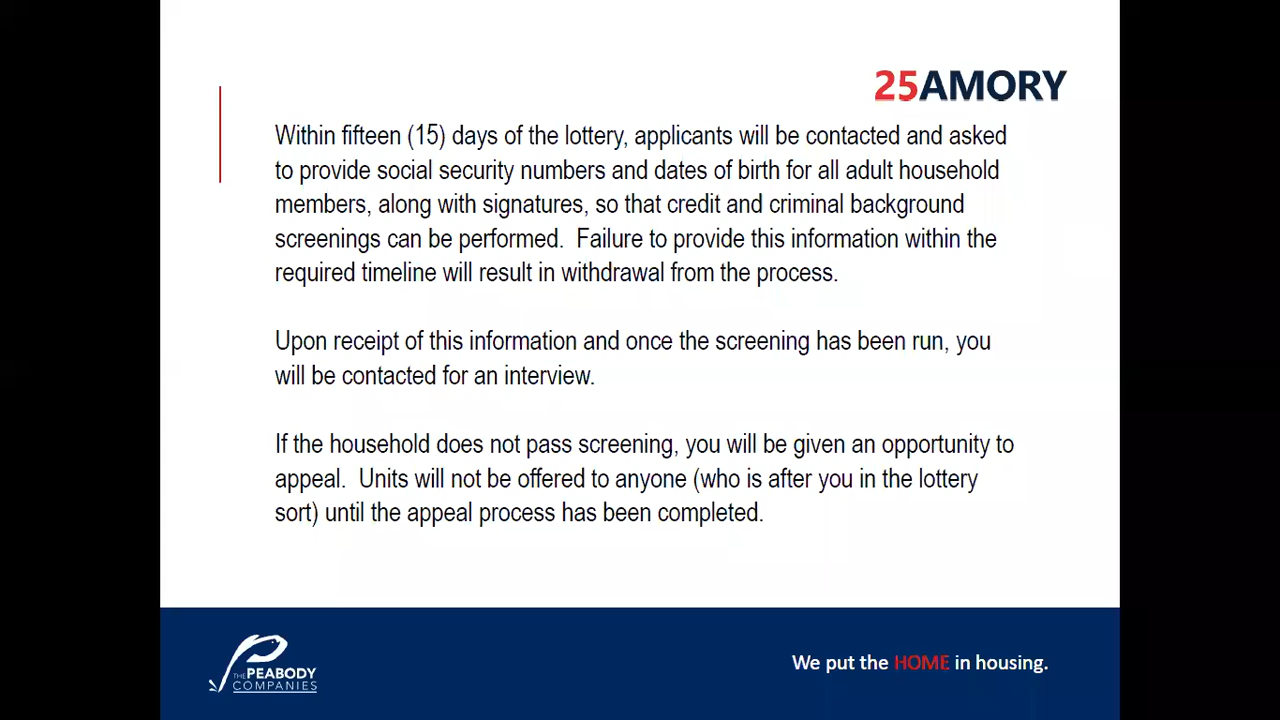 25AMORY
Within fifteen (15) days of the lottery, applicants will be contacted and asked
to provide social security numbers and dates of birth for all adult household
members, along with signatures, so that credit and criminal background
screenings can be performed.  Failure to provide this information within the
required timeline will result in withdrawal from the process.
Upon receipt of this information and once the screening has been run, you
will be contacted for an interview.
If the household does not pass screening, you will be given an opportunity to
appeal.  Units will not be offered to anyone (who is after you in the lottery
sort) until the appeal process has been completed.
THE PEABODY
COMPANIES
We put the HOME in housing.